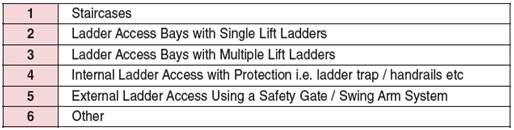 1 Staircases
2 Ladder Access Bays with Single Lift Ladders
3 Ladder Access Bays with Multiple Lift Ladders
4 Internal Ladder Access with Protection i.e. ladder trap / handrails etc
5 External Ladder Access Using a Safety Gate / Swing Arm System
6 Other